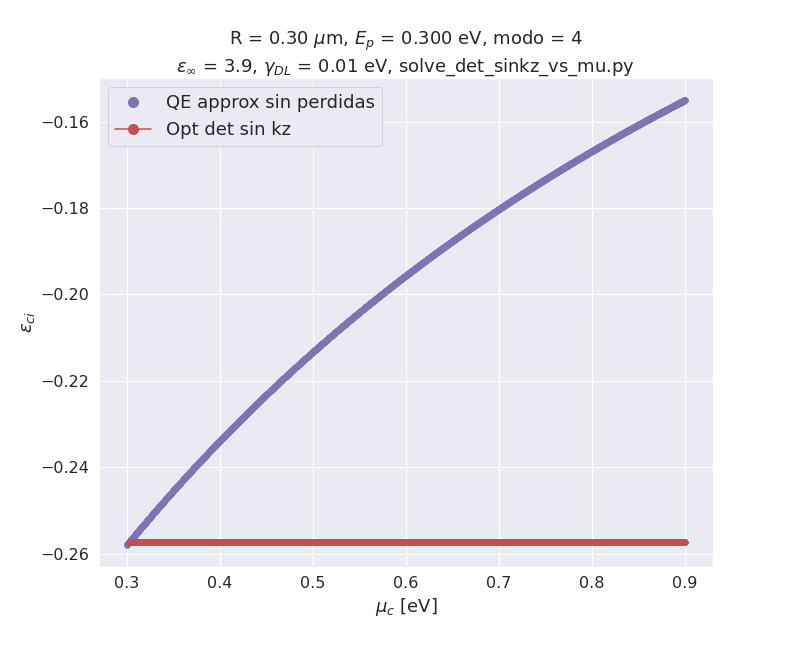 R = 0.30 μm, E_p = 0.300 eV, modo = 4
ε_∞ = 3.9, γ_DL = 0.01 eV, solve_det_sinkz_vs_mu.py
QE approx sin perdidas
Opt det sin kz
−0.16
−0.18
−0.20
−0.22
−0.24
−0.26
ε_ci
0.3 0.4 0.5 0.6 0.7 0.8 0.9
μ_c [eV]